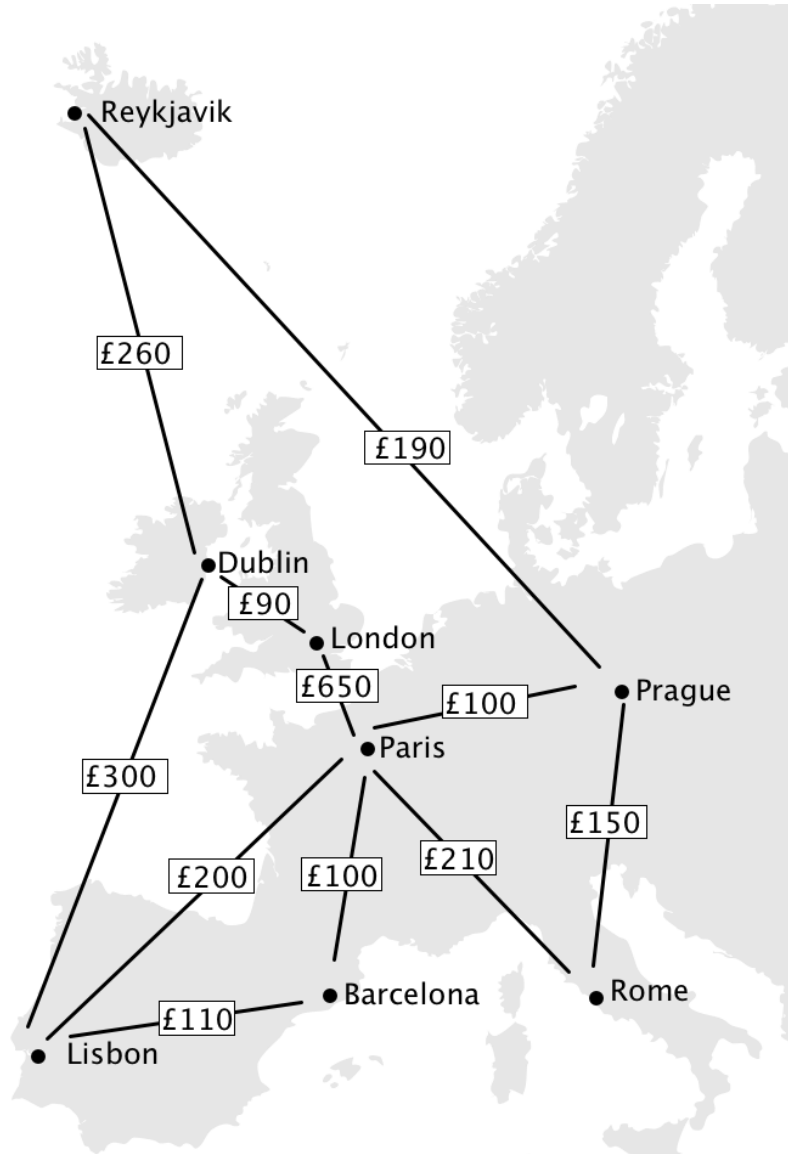 Reykjavik
£260
£190
Dublin
£90
London
£650
Prague
£100
Paris
£300
£150
£210
£200
£100
Barcelona
Rome
£110
Lisbon